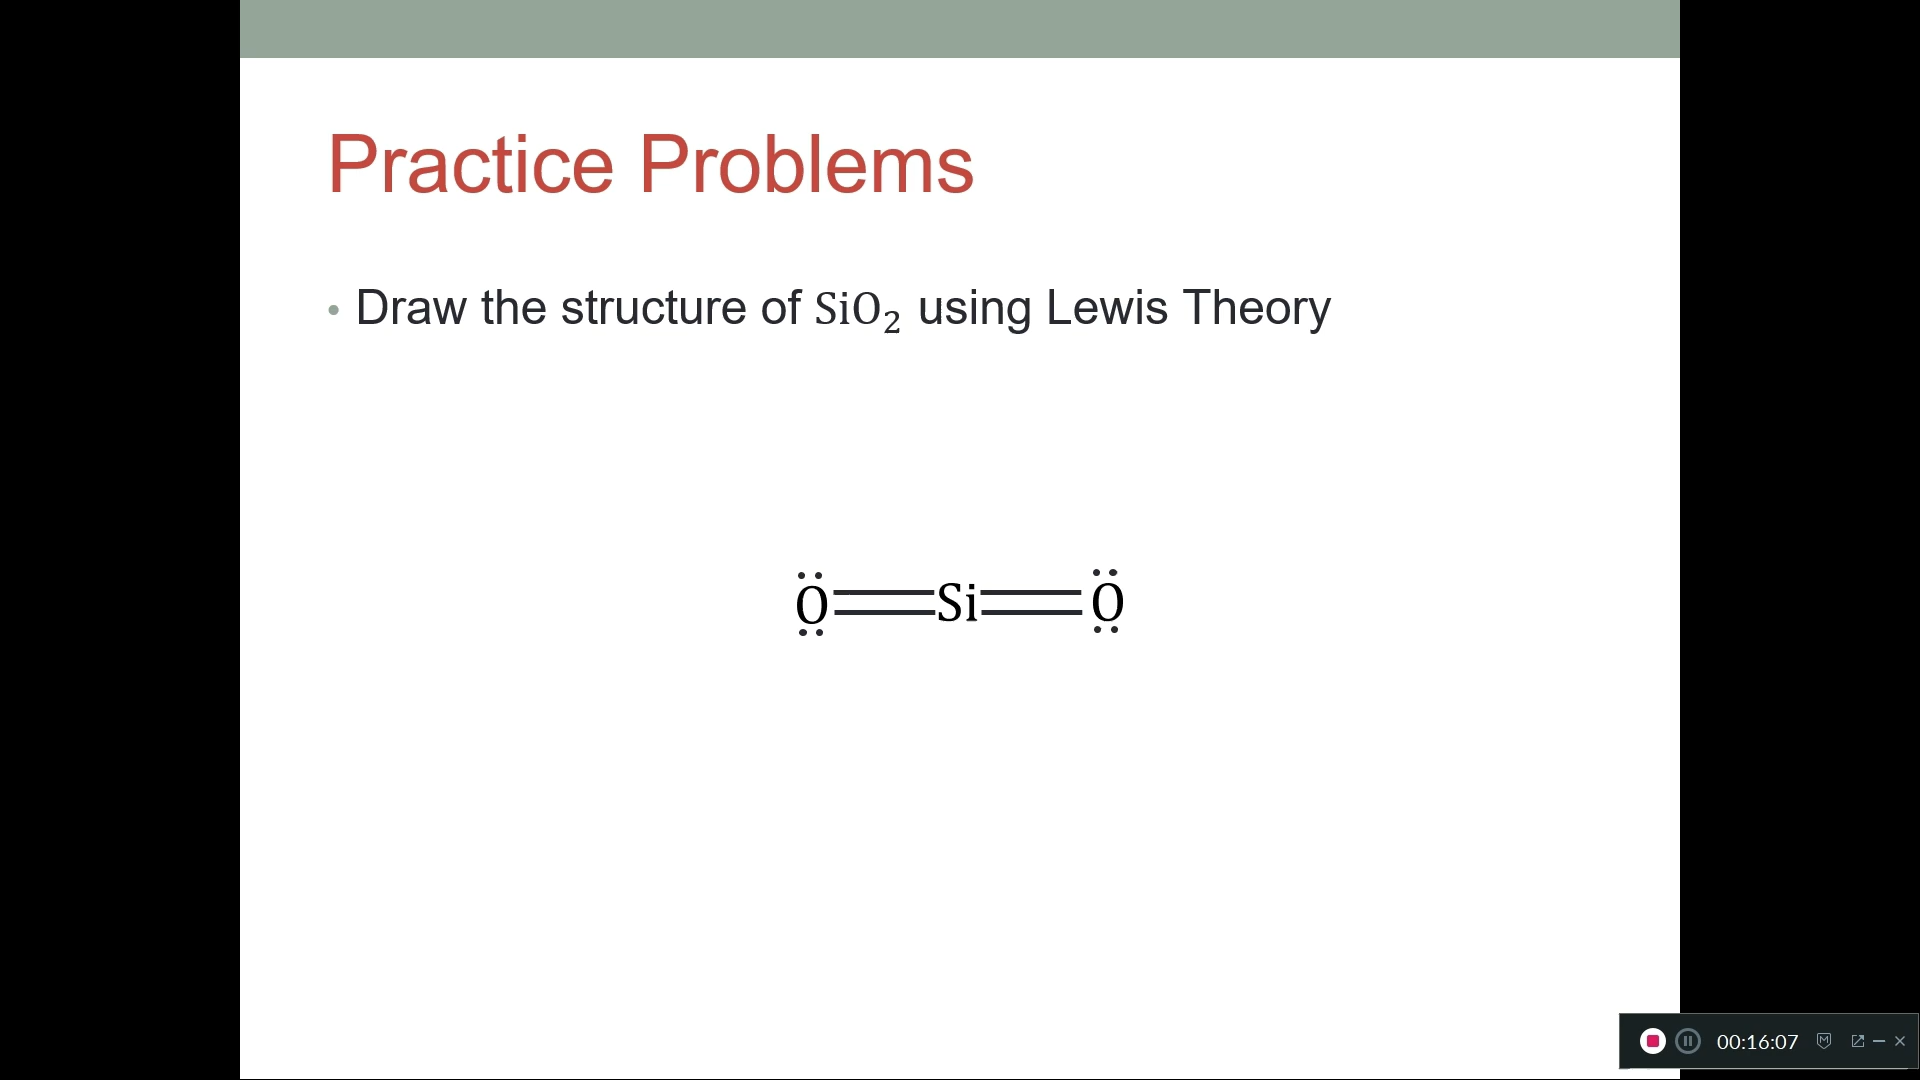 Practice Problems
• Draw the structure of SiO₂ using Lewis Theory
O Si O
00:16:07